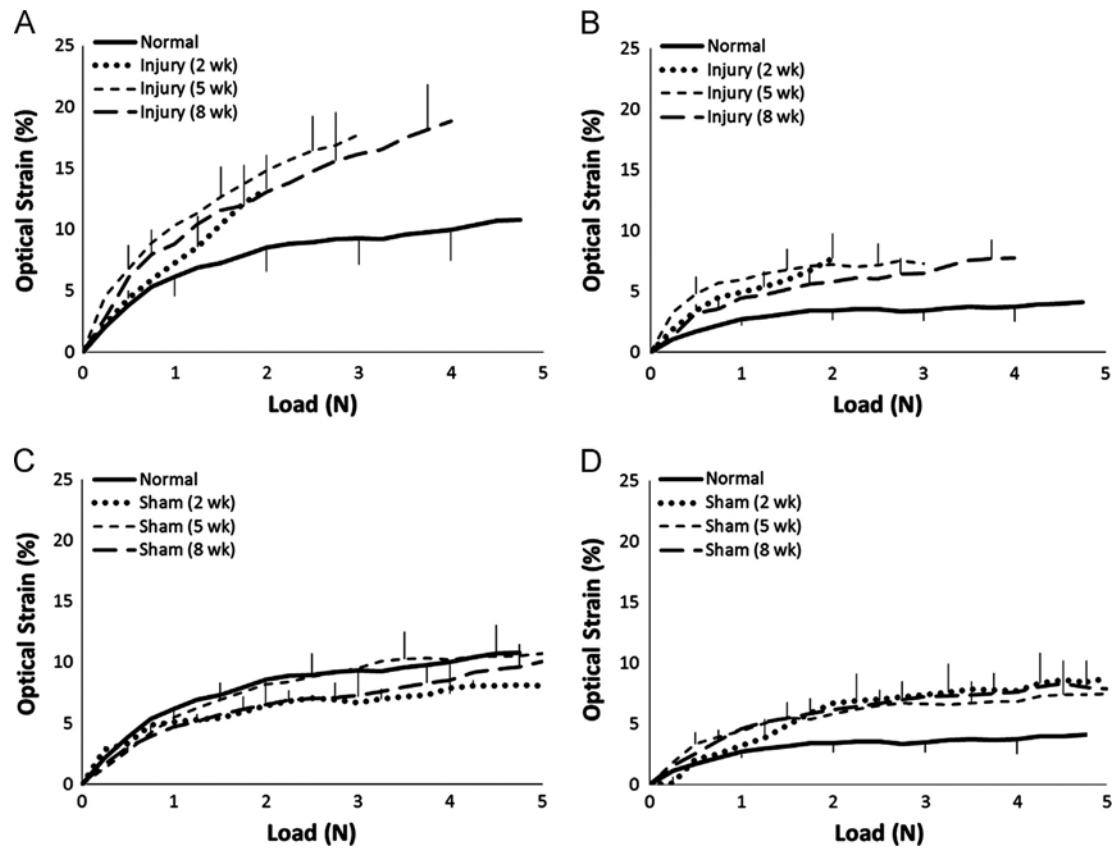 A
25
20
15
10
5
0
Optical Strain (%)
Normal
Injury (2 wk)
Injury (5 wk)
Injury (8 wk)
0 1 2 3 4 5
Load (N)
B
25
20
15
10
5
0
Optical Strain (%)
Normal
Injury (2 wk)
Injury (5 wk)
Injury (8 wk)
0 1 2 3 4 5
Load (N)
C
25
20
15
10
5
0
Optical Strain (%)
Normal
Sham (2 wk)
Sham (5 wk)
Sham (8 wk)
0 1 2 3 4 5
Load (N)
D
25
20
15
10
5
0
Optical Strain (%)
Normal
Sham (2 wk)
Sham (5 wk)
Sham (8 wk)
0 1 2 3 4 5
Load (N)